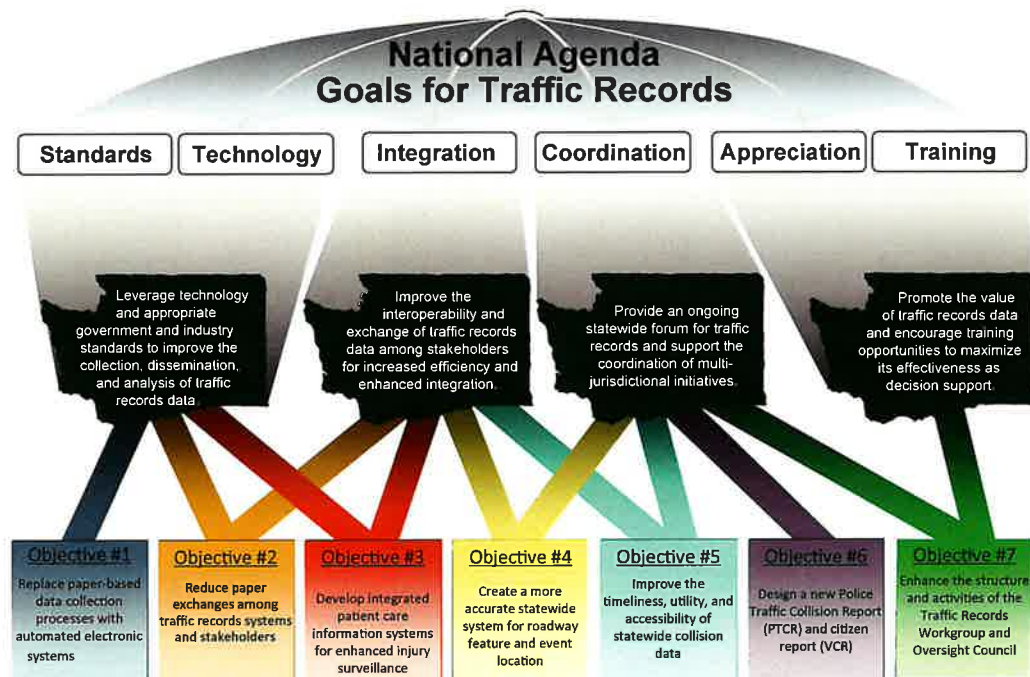 National Agenda
Goals for Traffic Records
Standards
Technology
Integration
Coordination
Appreciation
Training
Leverage technology
and appropriate
government and industry
standards to improve the
collection, dissemination,
and analysis of traffic
records data.
Improve the
interoperability and
exchange of traffic records
data among stakeholders
for increased efficiency and
enhanced integration.
Provide an ongoing
statewide forum for traffic
records and support the
coordination of multi-
jurisdictional initiatives.
Promote the value
of traffic records data
and encourage training
opportunities to maximize
its effectiveness as
decision support.
Objective #1
Replace paper-based
data collection
processes with
automated electronic
systems
Objective #2
Reduce paper
exchanges among
traffic records systems
and stakeholders
Objective #3
Develop integrated
patient care
information systems
for enhanced injury
surveillance
Objective #4
Create a more
accurate statewide
system for roadway
feature and event
location
Objective #5
Improve the
timeliness, utility, and
accessibility of
statewide collision
data
Objective #6
Design a new Police
Traffic Collision Report
(PTCR) and citizen
report (VCR)
Objective #7
Enhance the structure
and activities of the
Traffic Records
Workgroup and
Oversight Council